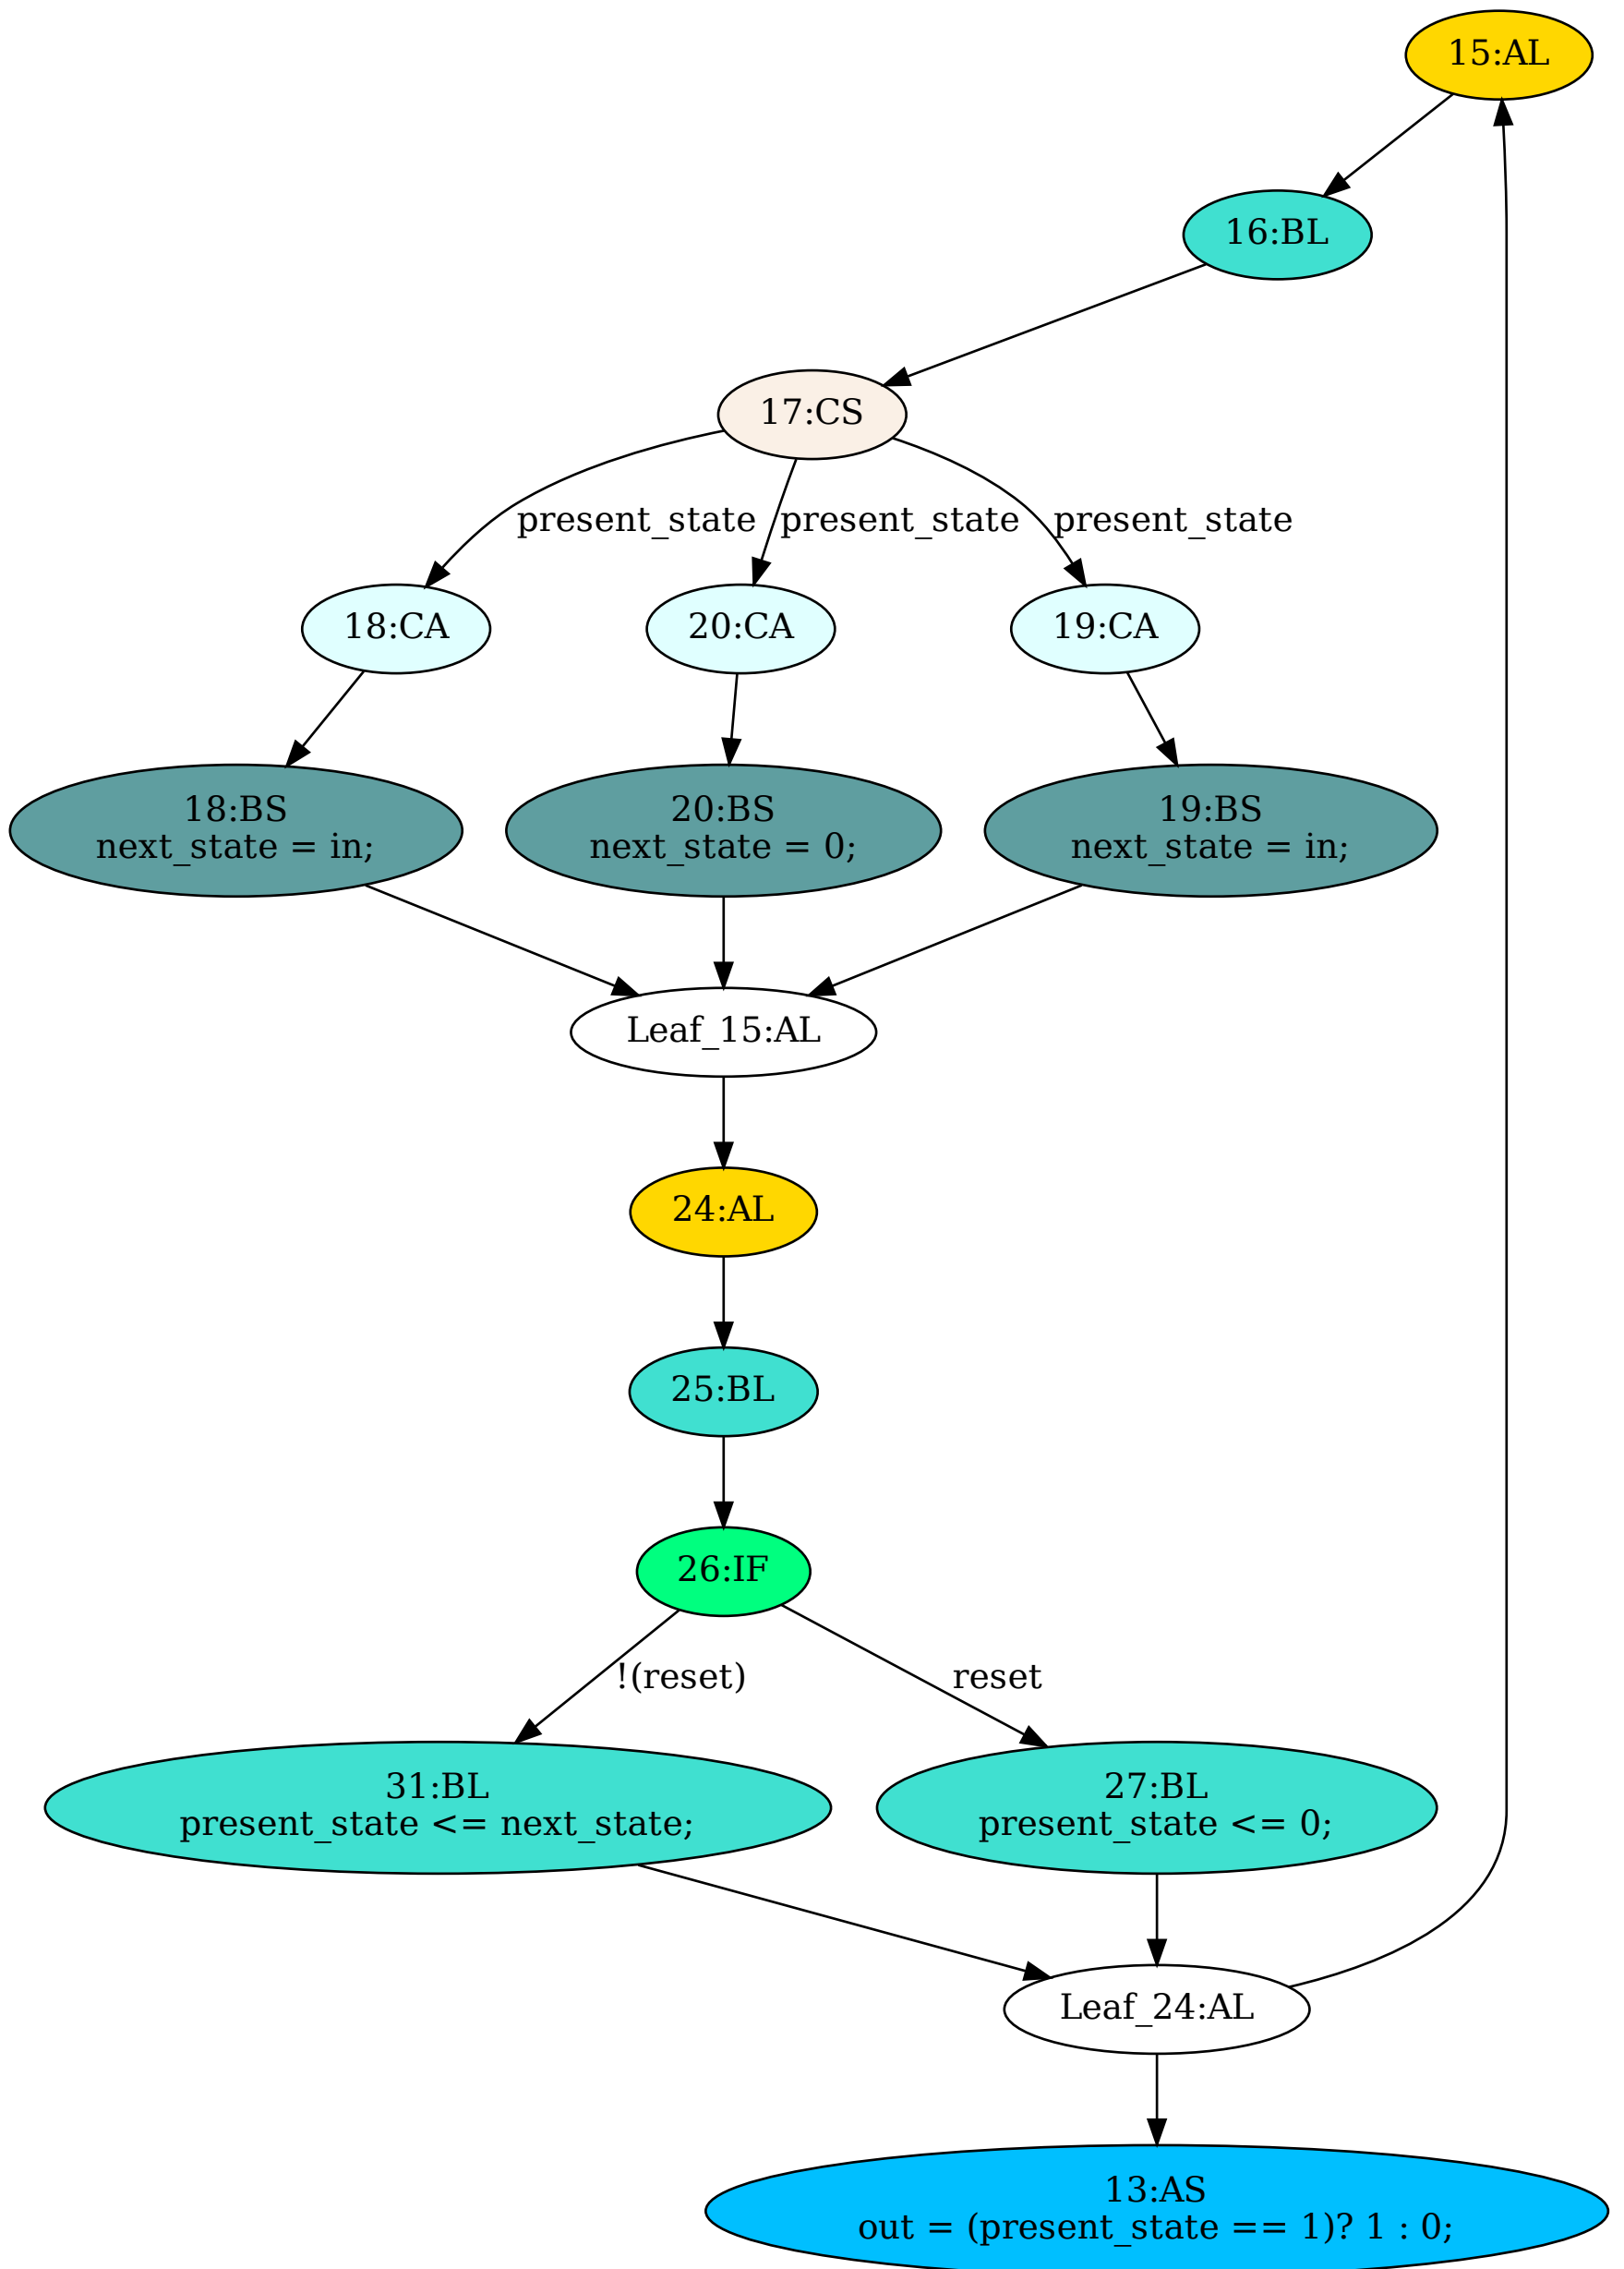 15:AL
16:BL
17:CS
present_state
present_state
present_state
18:CA
20:CA
19:CA
18:BS
next_state = in;
20:BS
next_state = 0;
19:BS
next_state = in;
Leaf_15:AL
24:AL
25:BL
26:IF
!(reset)
reset
31:BL
present_state <= next_state;
27:BL
present_state <= 0;
Leaf_24:AL
13:AS
out = (present_state == 1)? 1 : 0;